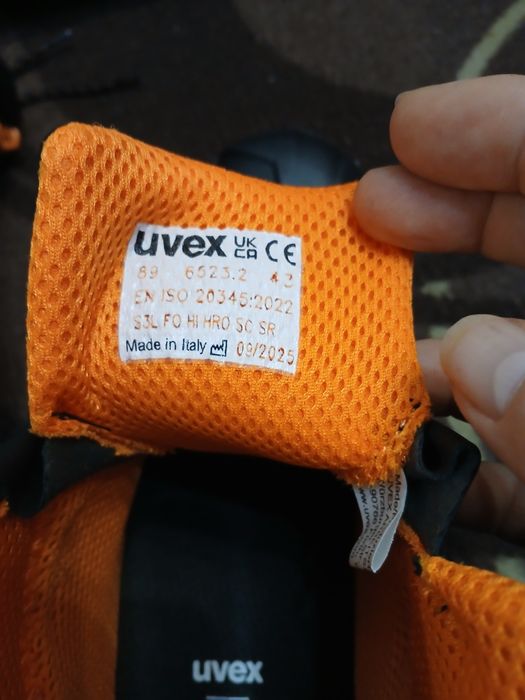 uvex UK CA CE
69 6523.2 43
EN ISO 20345:2022
S3L FO HI HRO SC SR
Made in Italy 09/2025
uvex